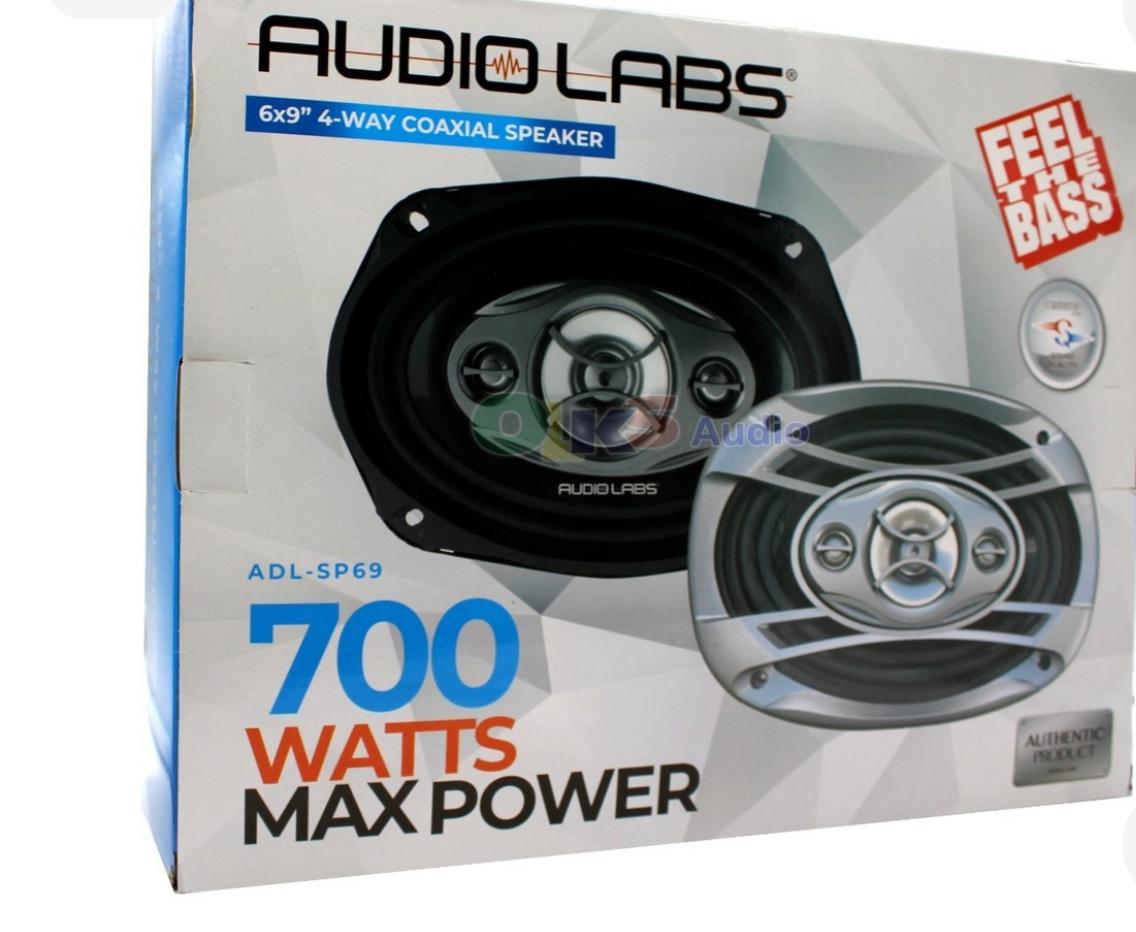 AUDIO LABS®
6x9” 4-WAY COAXIAL SPEAKER
FEEL
THE
BASS
OKS Audio
AUDIO LABS
ADL-SP69
700
WATTS
MAX POWER
AUTHENTIC
PRODUCT